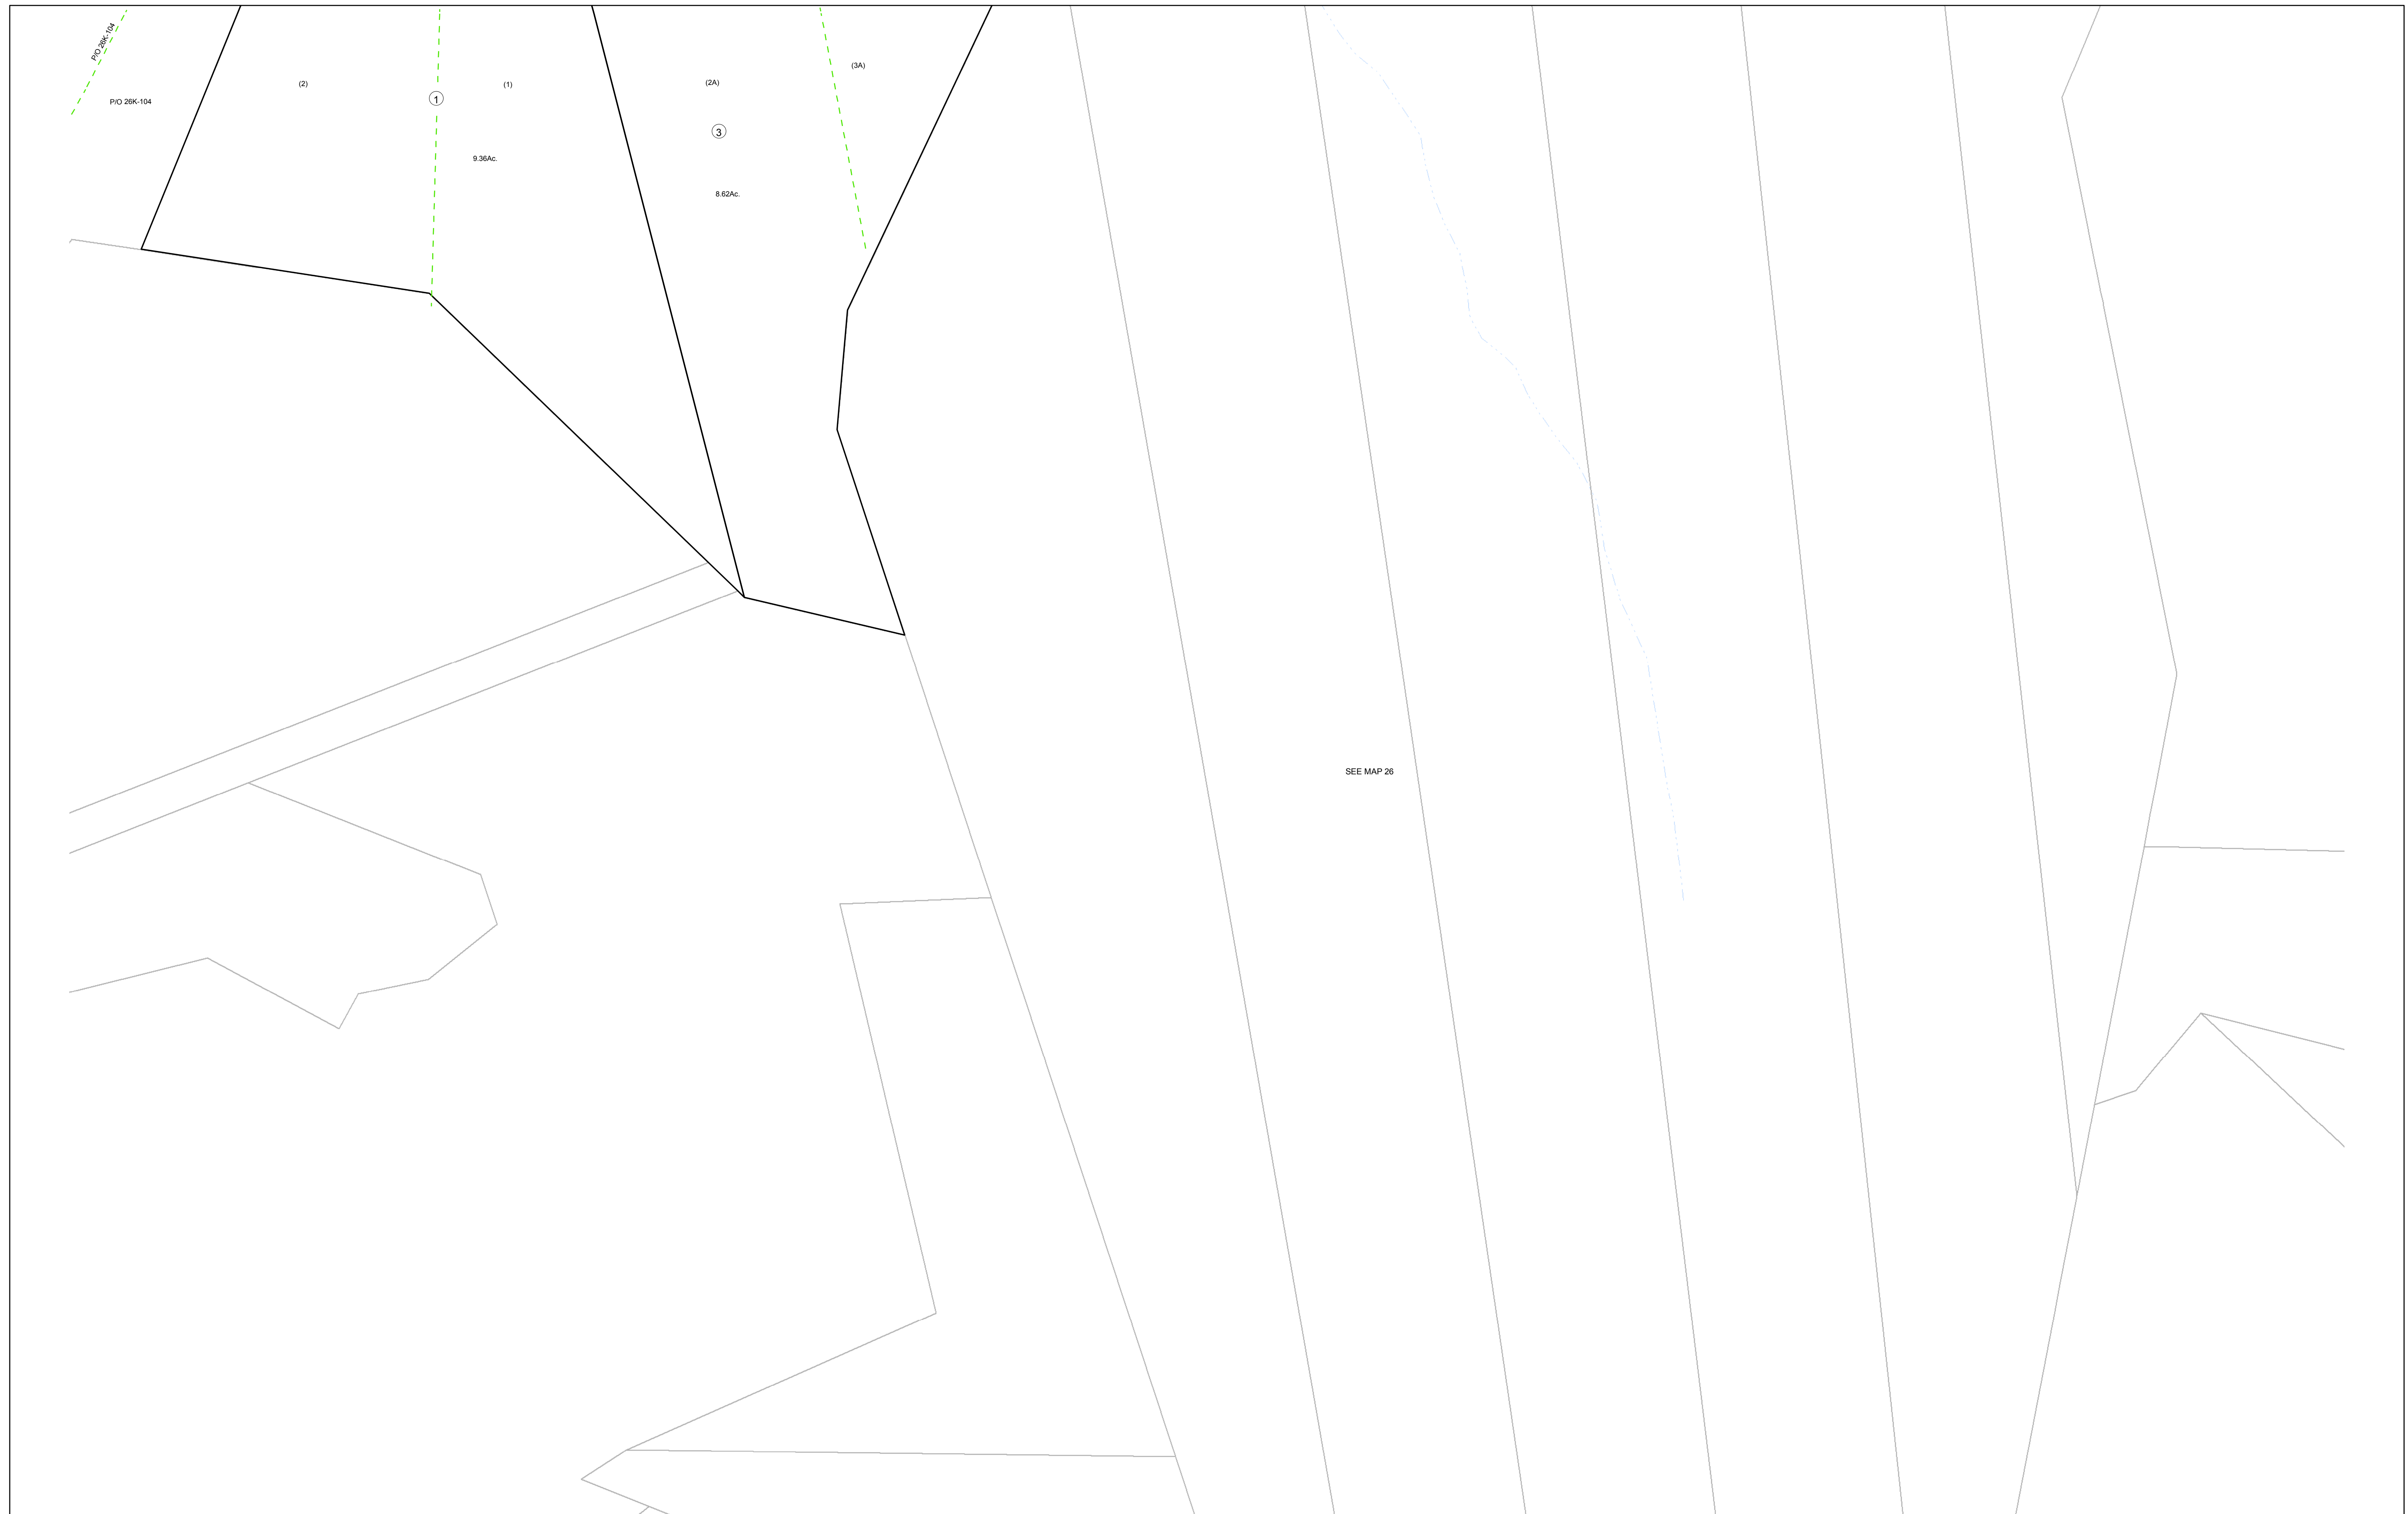 P/O 26K-104
P/O 26K-104
(2)
1
(1)
9.36Ac.
(2A)
3
8.62Ac.
(3A)
SEE MAP 26